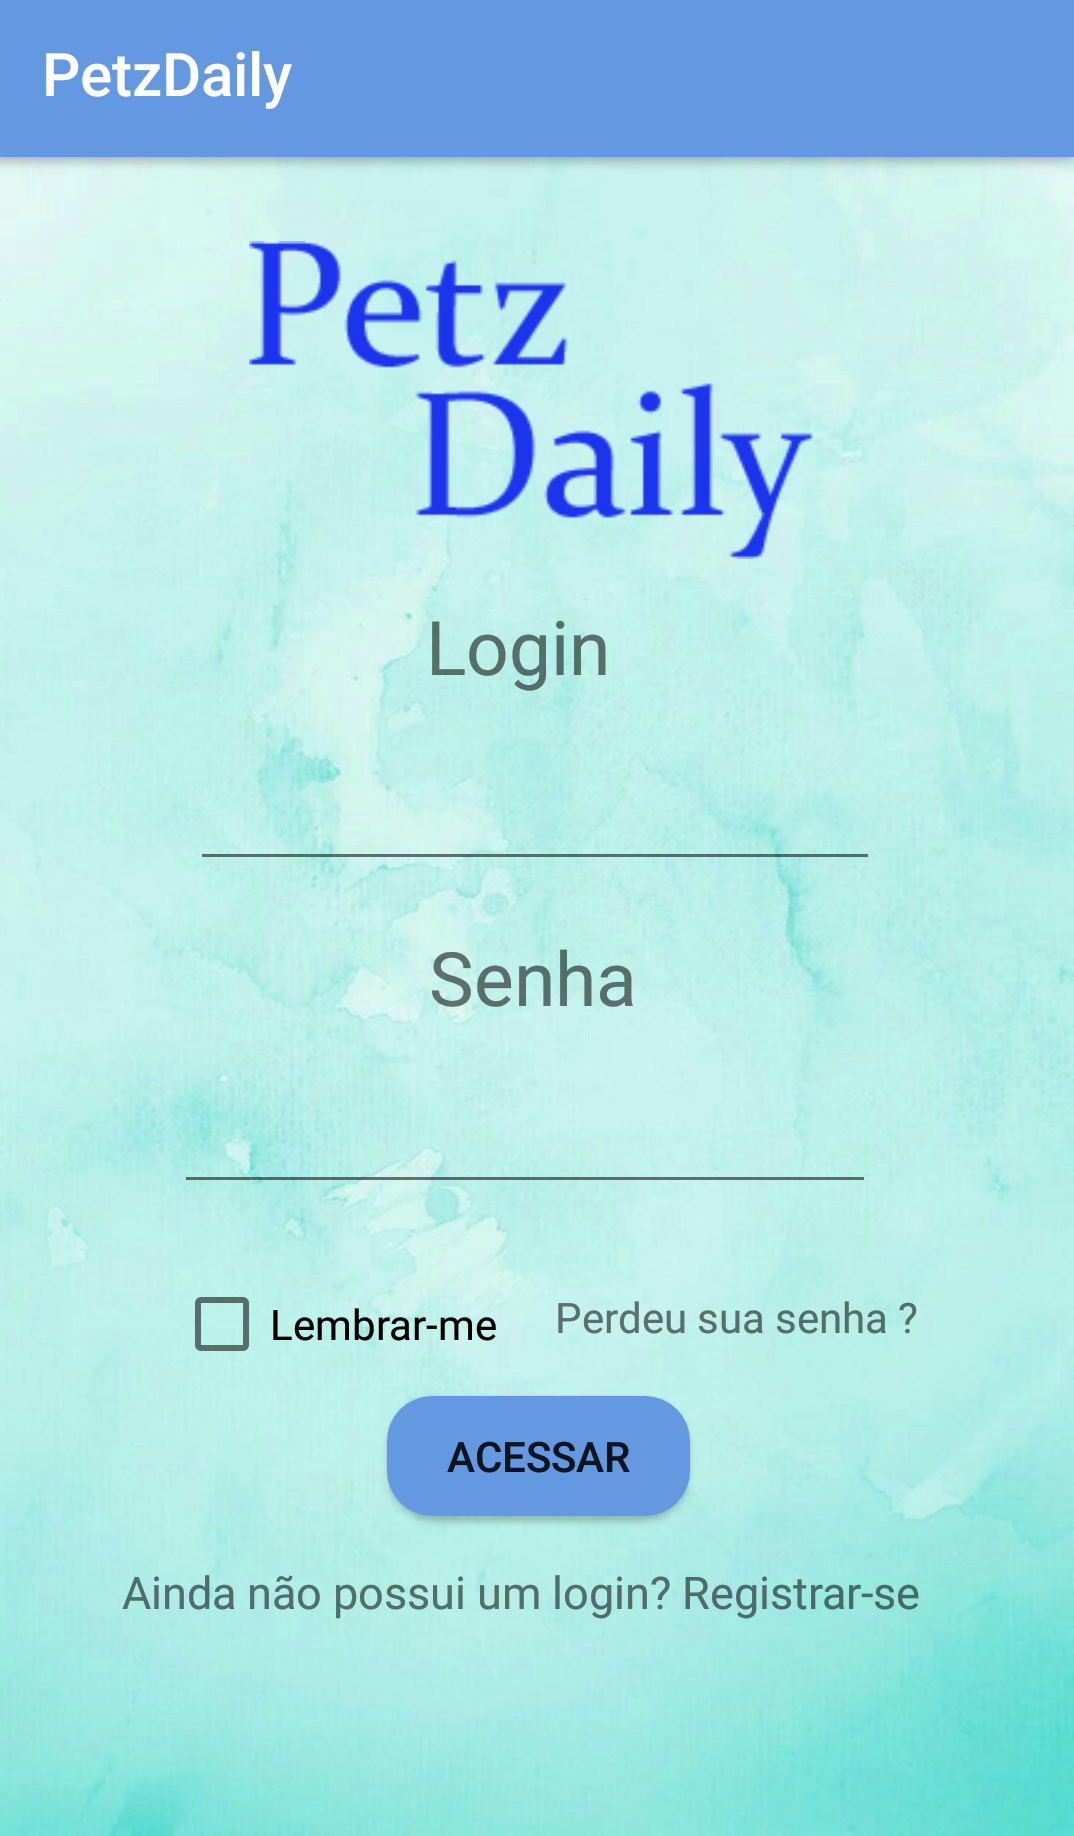 PetzDaily
Petz
Daily
Login
Senha
Lembrar-me
Perdeu sua senha ?
ACESSAR
Ainda não possui um login? Registrar-se